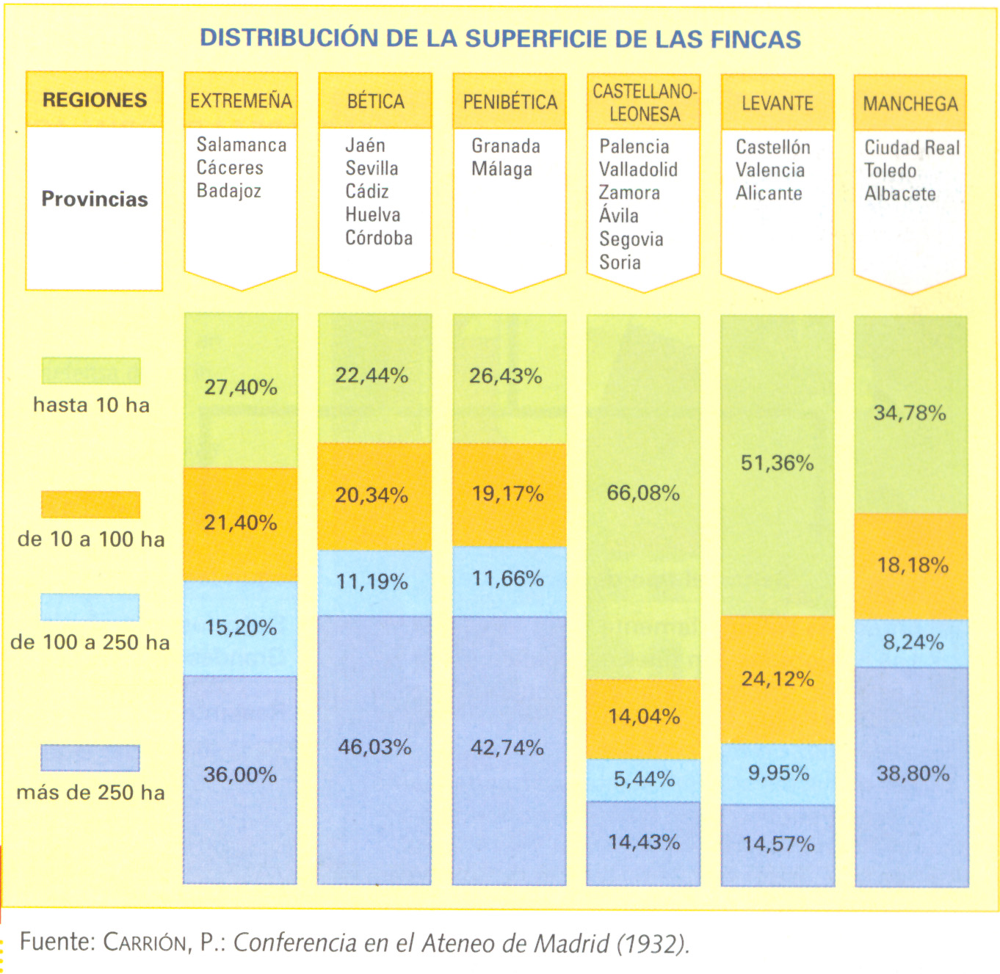 DISTRIBUCIÓN DE LA SUPERFICIE DE LAS FINCAS
REGIONES
EXTREMEÑA
BÉTICA
PENIBÉTICA
CASTELLANO-
LEONESA
LEVANTE
MANCHEGA
Provincias
Salamanca
Cáceres
Badajoz
Jaén
Sevilla
Cádiz
Huelva
Córdoba
Granada
Málaga
Palencia
Valladolid
Zamora
Ávila
Segovia
Soria
Castellón
Valencia
Alicante
Ciudad Real
Toledo
Albacete
hasta 10 ha
27,40%
22,44%
26,43%
66,08%
51,36%
34,78%
de 10 a 100 ha
21,40%
20,34%
19,17%
14,04%
24,12%
18,18%
de 100 a 250 ha
15,20%
11,19%
11,66%
5,44%
9,95%
8,24%
más de 250 ha
36,00%
46,03%
42,74%
14,43%
14,57%
38,80%
Fuente: CARRIÓN, P.: Conferencia en el Ateneo de Madrid (1932).